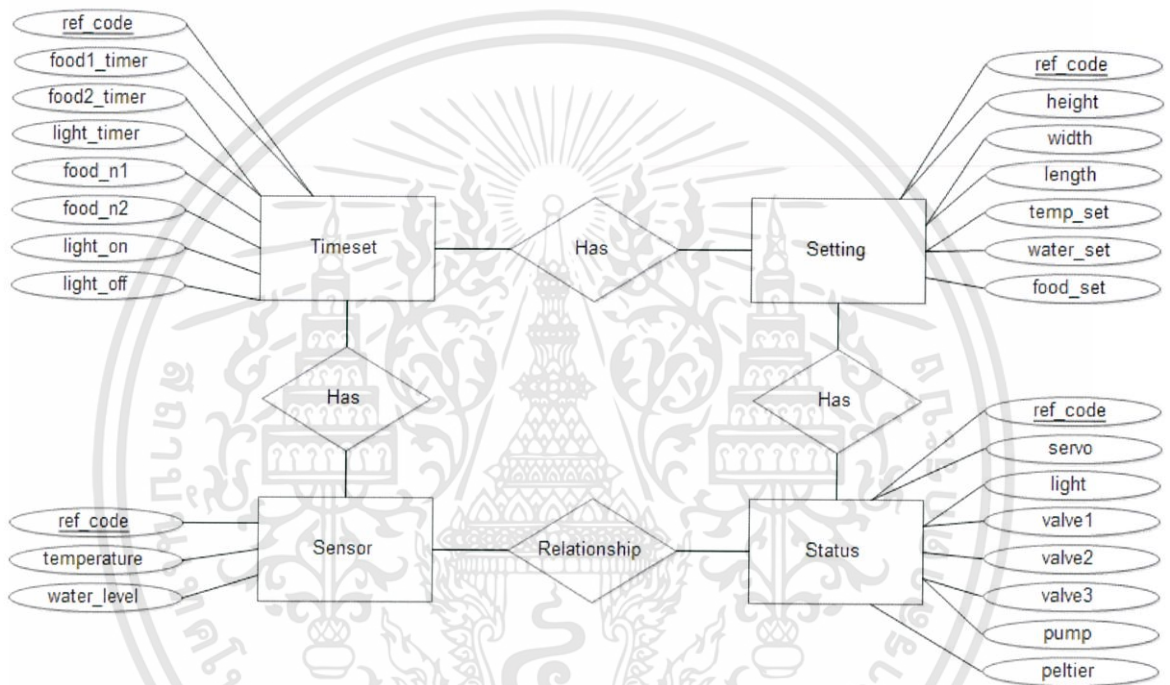 ref_code
food1_timer
food2_timer
light_timer
food_n1
food_n2
light_on
light_off
Timeset
Has
Setting
ref_code
height
width
length
temp_set
water_set
food_set
Has
Has
ref_code
temperature
water_level
Sensor
Relationship
Status
ref_code
servo
light
valve1
valve2
valve3
pump
peltier